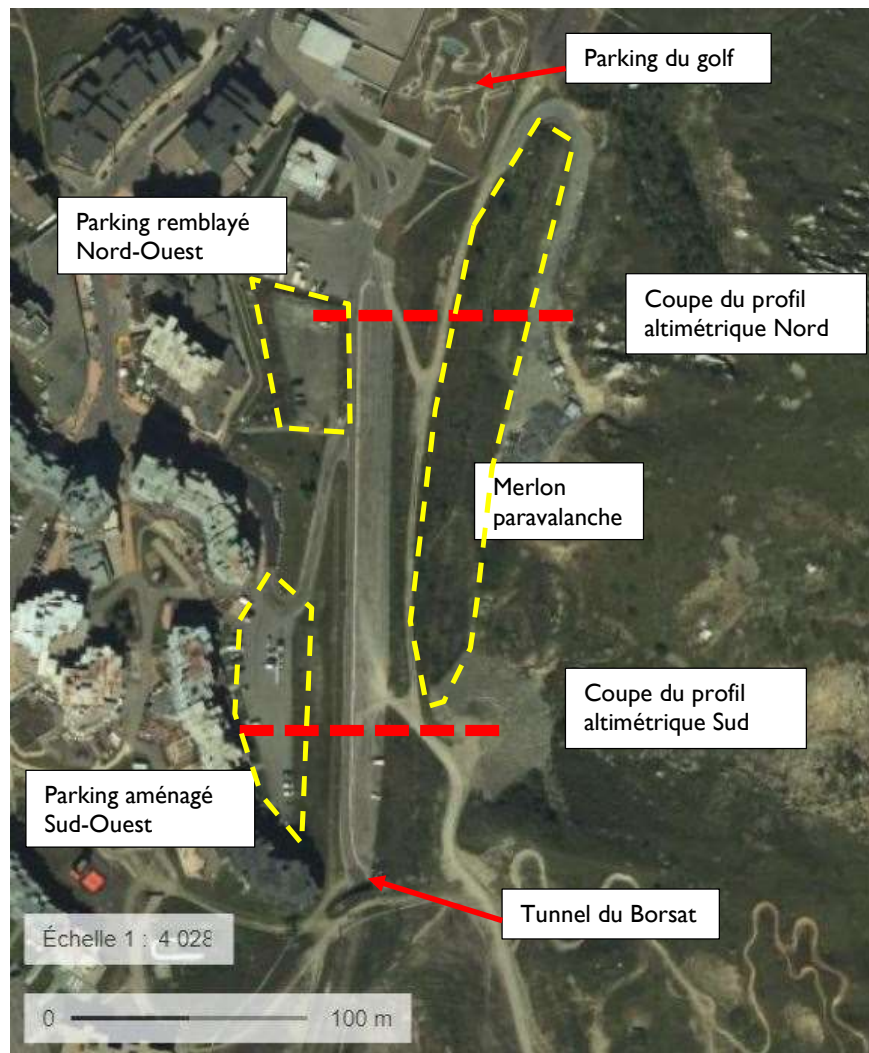 Parking du golf
Parking remblayé
Nord-Ouest
Coupe du profil
altimétrique Nord
Merlon
paravalanche
Coupe du profil
altimétrique Sud
Parking aménagé
Sud-Ouest
Tunnel du Borsat
Échelle 1 : 4 028
0 100 m